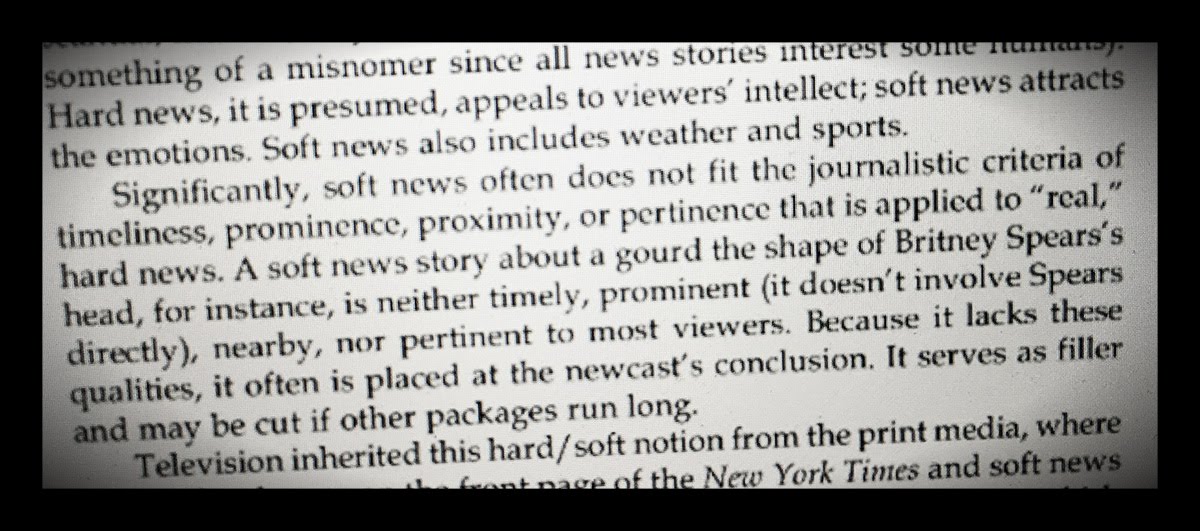 something of a misnomer since all news stories interest some humans).
Hard news, it is presumed, appeals to viewers' intellect; soft news attracts
the emotions. Soft news also includes weather and sports.
Significantly, soft news often does not fit the journalistic criteria of
timeliness, prominence, proximity, or pertinence that is applied to “real,”
hard news. A soft news story about a gourd the shape of Britney Spears's
head, for instance, is neither timely, prominent (it doesn't involve Spears
directly), nearby, nor pertinent to most viewers. Because it lacks these
qualities, it often is placed at the newcast's conclusion. It serves as filler
and may be cut if other packages run long.
Television inherited this hard/soft notion from the print media, where
the front page of the New York Times and soft news